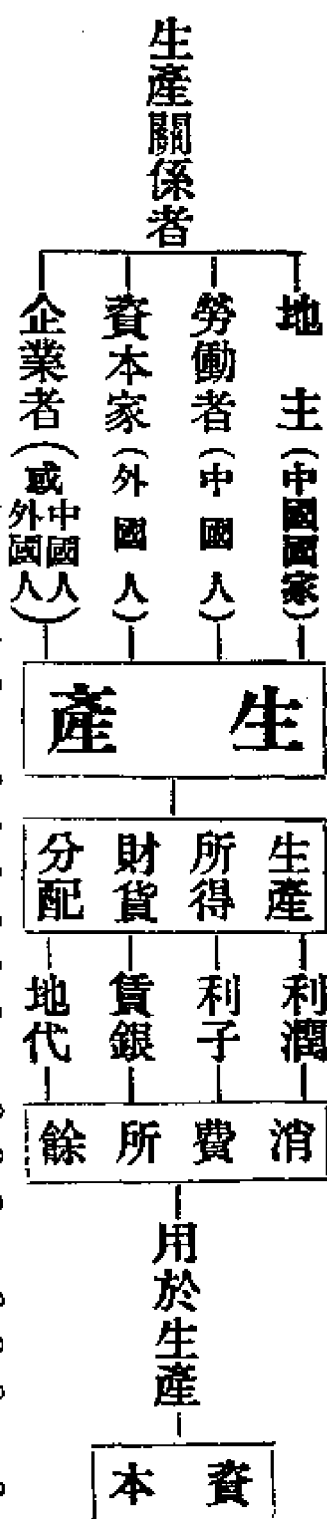 生產關係者
地主（中國國家）
勞働者（中國人）
資本家（外國人）
企業者（中國人或外國人）
生產
生產所得財貨分配
利潤
利子
賃銀
地代
消費所餘
用於生產
資本